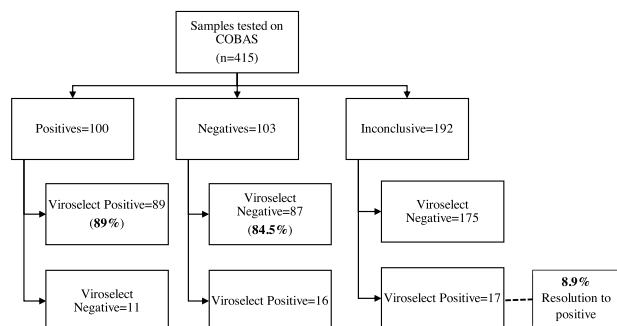 Samples tested on
COBAS
(n=415)
Positives=100
Negatives=103
Inconclusive=192
Viroselect Positive=89
(89%)
Viroselect
Negative=87
(84.5%)
Viroselect
Negative=175
Viroselect
Negative=11
Viroselect Positive=16
Viroselect Positive=17
8.9%
Resolution to
positive